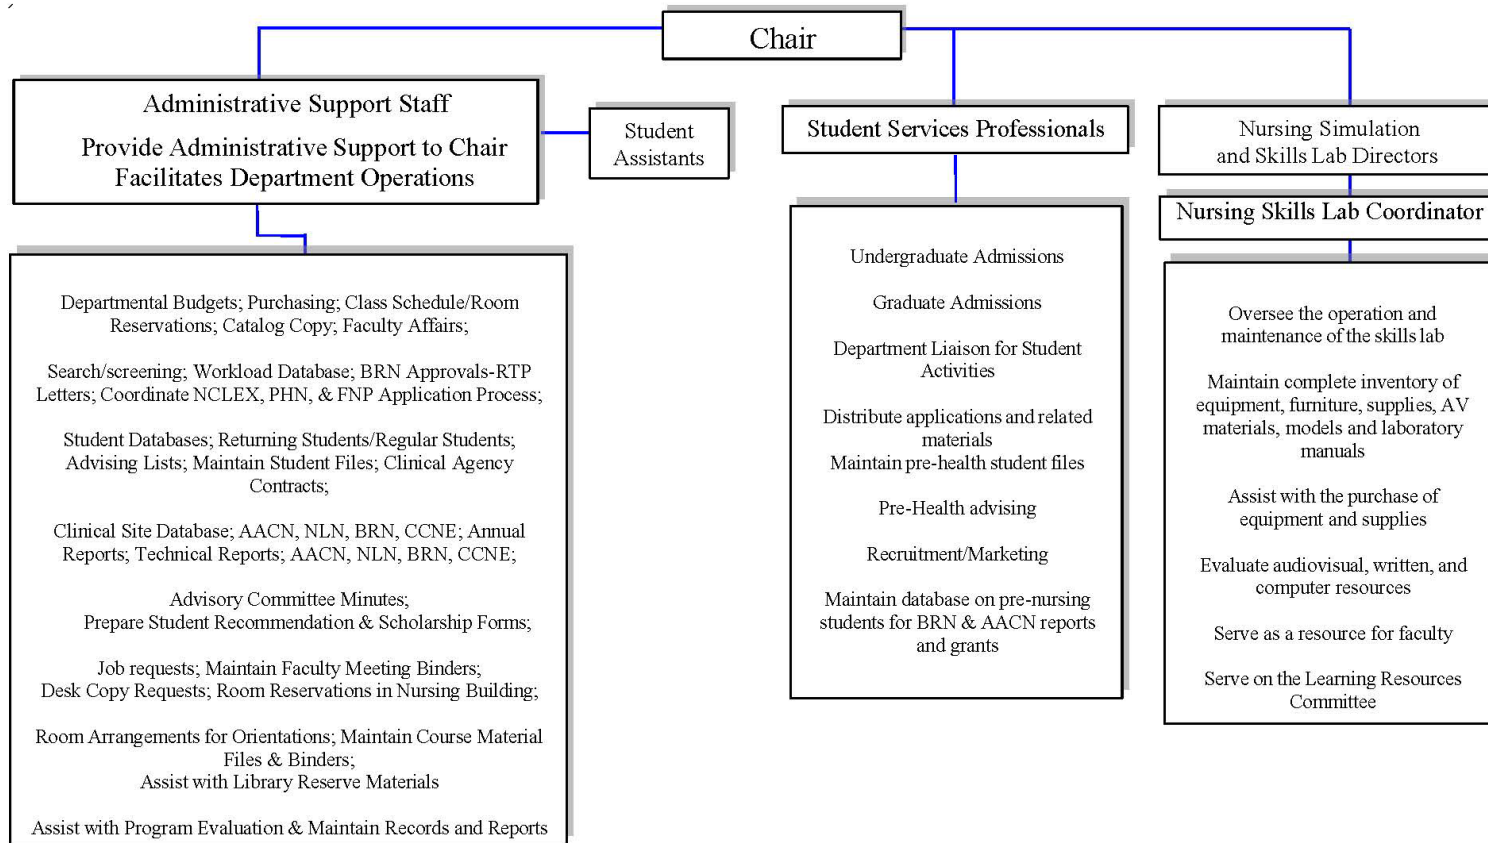 Chair
Administrative Support Staff
Provide Administrative Support to Chair
Facilitates Department Operations
Student
Assistants
Student Services Professionals
Nursing Simulation
and Skills Lab Directors
Nursing Skills Lab Coordinator
Departmental Budgets; Purchasing; Class Schedule/Room
Reservations; Catalog Copy; Faculty Affairs;
Search/screening; Workload Database; BRN Approvals-RTP
Letters; Coordinate NCLEX, PHN, & FNP Application Process;
Student Databases; Returning Students/Regular Students;
Advising Lists; Maintain Student Files; Clinical Agency
Contracts;
Clinical Site Database; AACN, NLN, BRN, CCNE; Annual
Reports; Technical Reports; AACN, NLN, BRN, CCNE;
Advisory Committee Minutes;
Prepare Student Recommendation & Scholarship Forms;
Job requests; Maintain Faculty Meeting Binders;
Desk Copy Requests; Room Reservations in Nursing Building;
Room Arrangements for Orientations; Maintain Course Material
Files & Binders;
Assist with Library Reserve Materials
Assist with Program Evaluation & Maintain Records and Reports
Undergraduate Admissions
Graduate Admissions
Department Liaison for Student
Activities
Distribute applications and related
materials
Maintain pre-health student files
Pre-Health advising
Recruitment/Marketing
Maintain database on pre-nursing
students for BRN & AACN reports
and grants
Oversee the operation and
maintenance of the skills lab
Maintain complete inventory of
equipment, furniture, supplies, AV
materials, models and laboratory
manuals
Assist with the purchase of
equipment and supplies
Evaluate audiovisual, written, and
computer resources
Serve as a resource for faculty
Serve on the Learning Resources
Committee